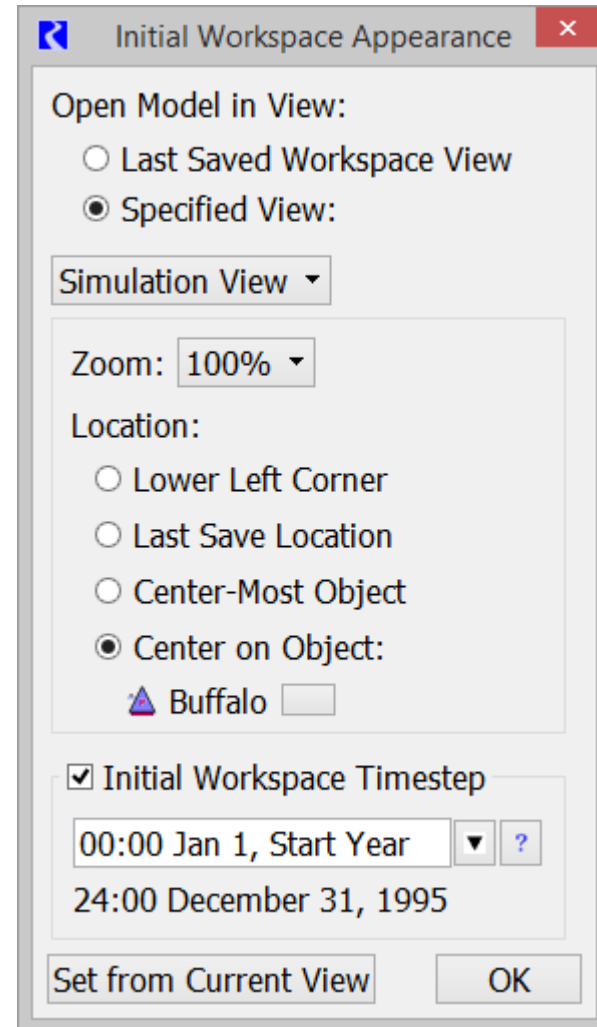 Initial Workspace Appearance
Open Model in View:
Last Saved Workspace View
Specified View:
Simulation View
Zoom: 100%
Location:
Lower Left Corner
Last Save Location
Center-Most Object
Center on Object:
Buffalo
Initial Workspace Timestep
00:00 Jan 1, Start Year ?
24:00 December 31, 1995
Set from Current View OK